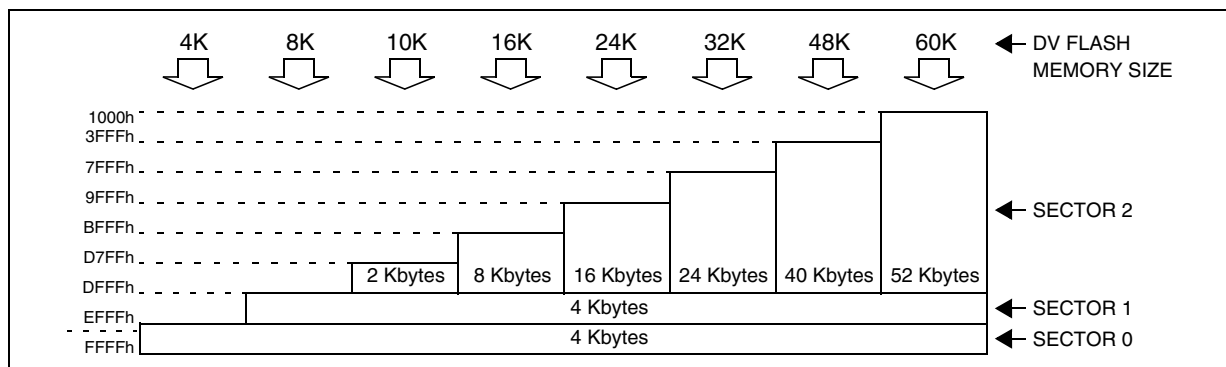 4K 8K 10K 16K 24K 32K 48K 60K DV FLASH
MEMORY SIZE
1000h
3FFFh
7FFFh
9FFFh
SECTOR 2
BFFFh
D7FFh
2 Kbytes 8 Kbytes 16 Kbytes 24 Kbytes 40 Kbytes 52 Kbytes
DFFFh
4 Kbytes SECTOR 1
EFFFh
4 Kbytes SECTOR 0
FFFFh